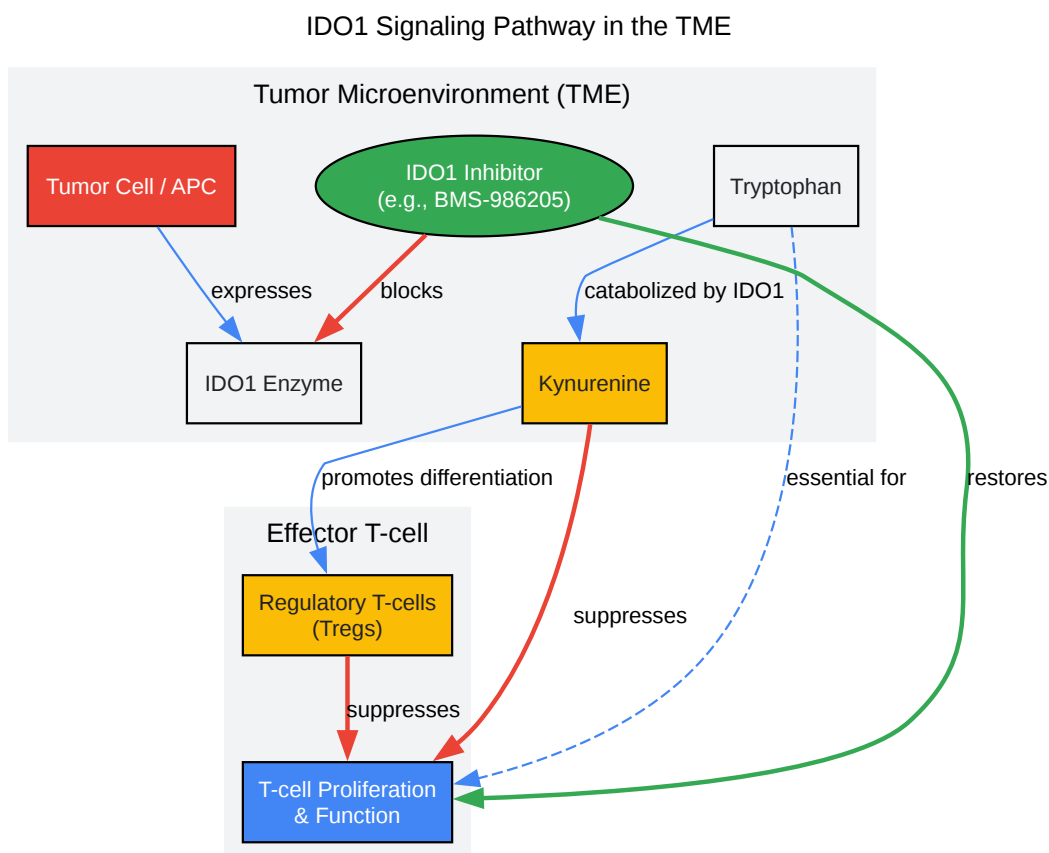 IDO1 Signaling Pathway in the TME
Tumor Microenvironment (TME)
Tumor Cell / APC
IDO1 Inhibitor
(e.g., BMS-986205)
Tryptophan
expresses
blocks
catabolized by IDO1
IDO1 Enzyme
Kynurenine
promotes differentiation
essential for
restores
Effector T-cell
Regulatory T-cells
(Tregs)
suppresses
suppresses
T-cell Proliferation
& Function